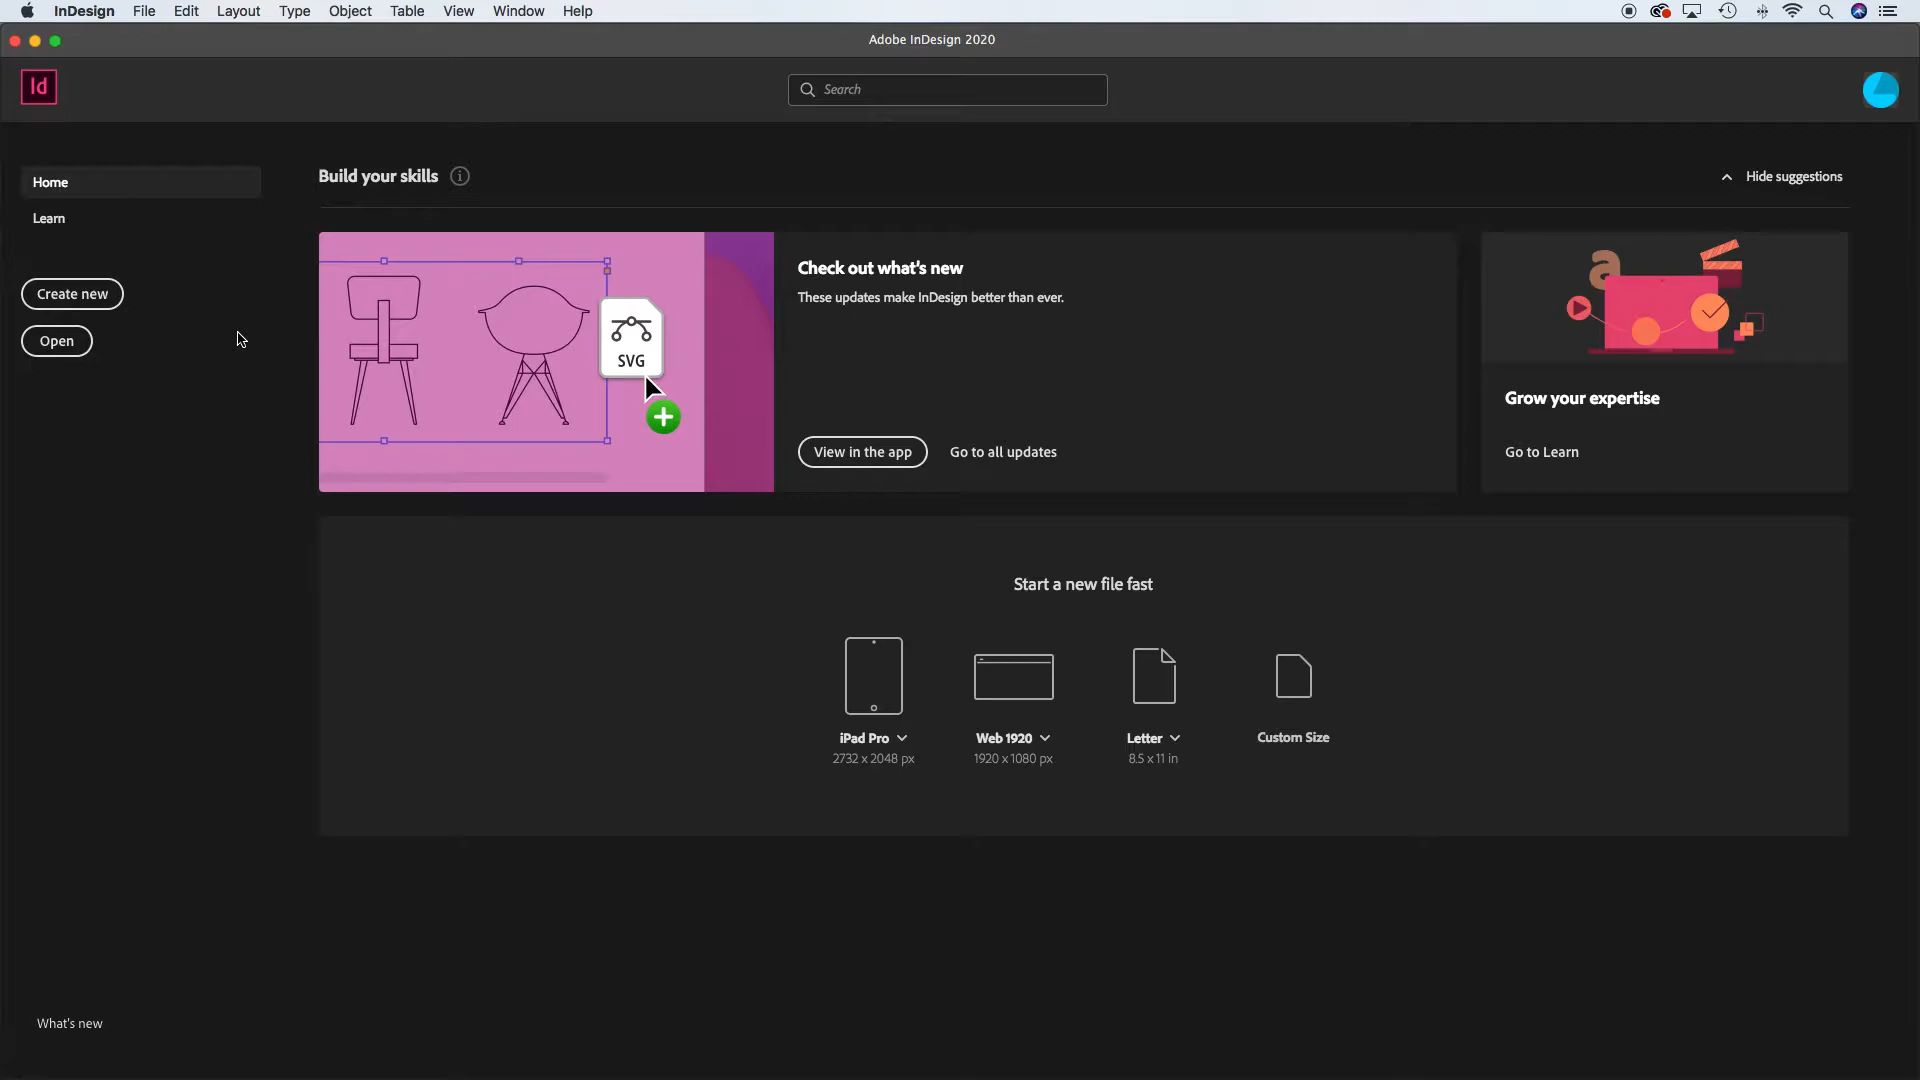 InDesign File Edit Layout Type Object Table View Window Help
Adobe InDesign 2020
Id
Search
Home
Learn
Create new
Open
Build your skills
Hide suggestions
SVG
Check out what's new
These updates make InDesign better than ever.
View in the app
Go to all updates
a
Grow your expertise
Go to Learn
Start a new file fast
iPad Pro
2732 x 2048 px
Web 1920
1920 x 1080 px
Letter
8.5 x 11 in
Custom Size
What's new